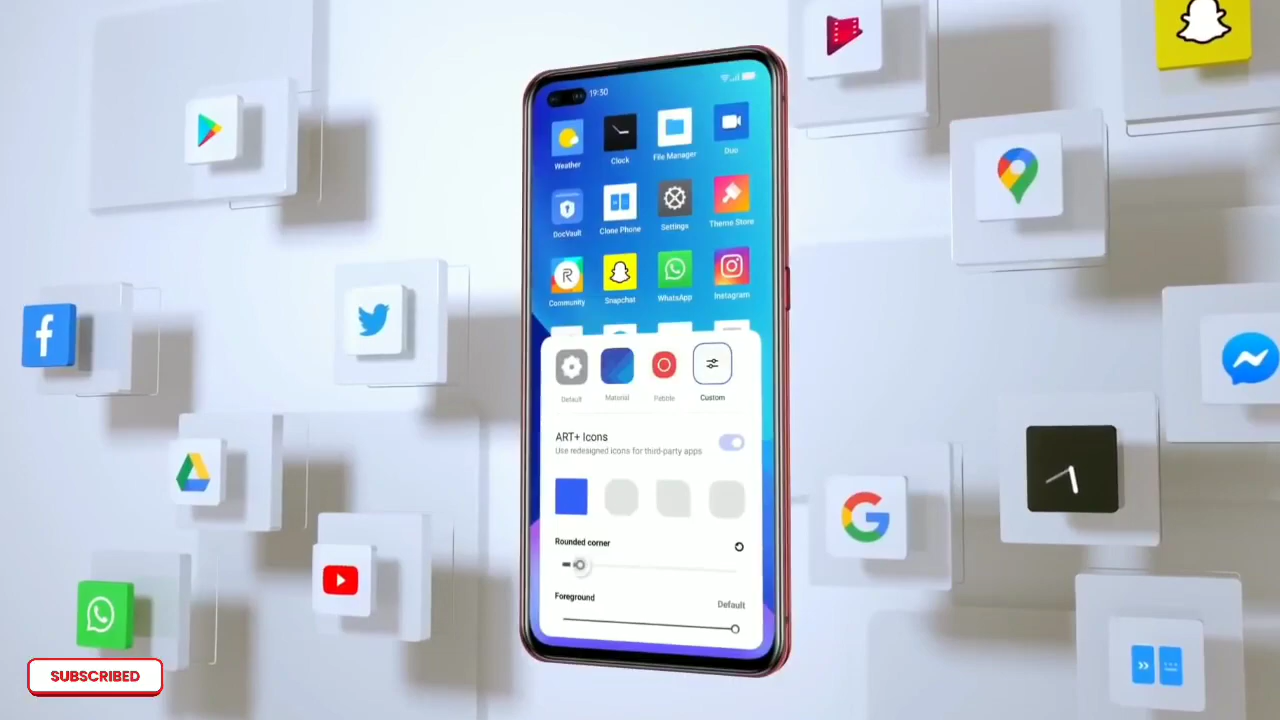 19:30
Weather
Clock
File Manager
Duo
DocVault
Clone Phone
Settings
Theme Store
Community
Snapchat
WhatsApp
Instagram
Default
Material
Pebble
Custom
ART+ Icons
Use redesigned icons for third-party apps
Rounded corner
Foreground
Default
SUBSCRIBED